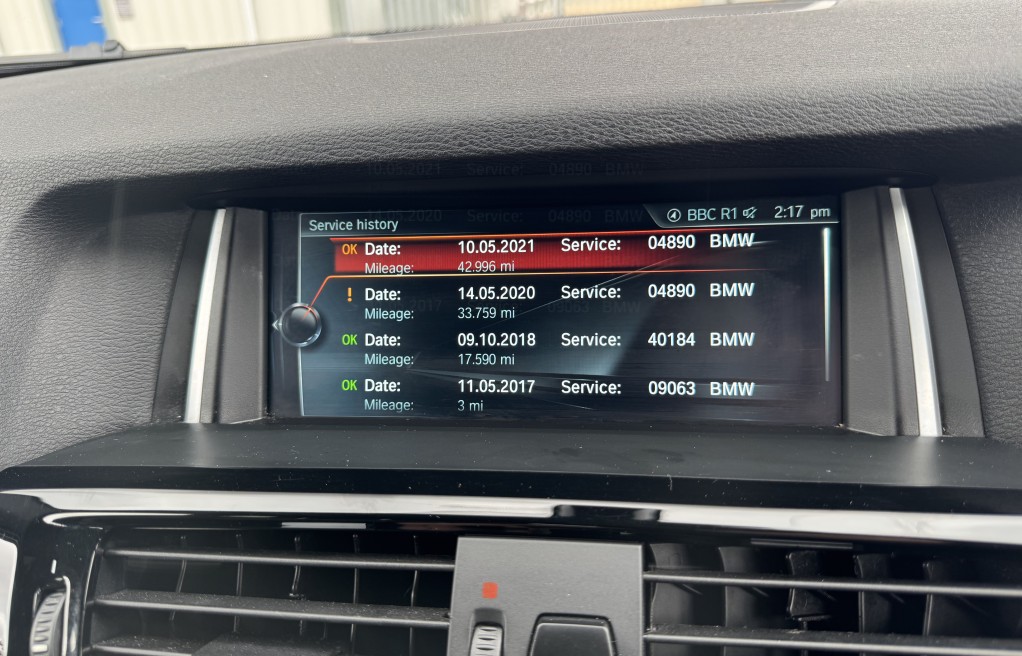 Service history
BBC R1 2:17 pm
OK Date: 10.05.2021 Service: 04890 BMW
Mileage: 42.996 mi
! Date: 14.05.2020 Service: 04890 BMW
Mileage: 33.759 mi
OK Date: 09.10.2018 Service: 40184 BMW
Mileage: 17.590 mi
OK Date: 11.05.2017 Service: 09063 BMW
Mileage: 3 mi